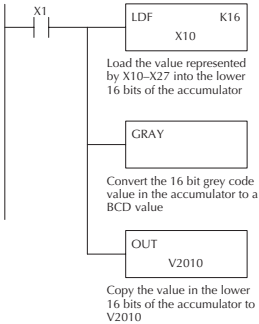 X1
LDF K16
X10
Load the value represented
by X10–X27 into the lower
16 bits of the accumulator
GRAY
Convert the 16 bit grey code
value in the accumulator to a
BCD value
OUT
V2010
Copy the value in the lower
16 bits of the accumulator to
V2010